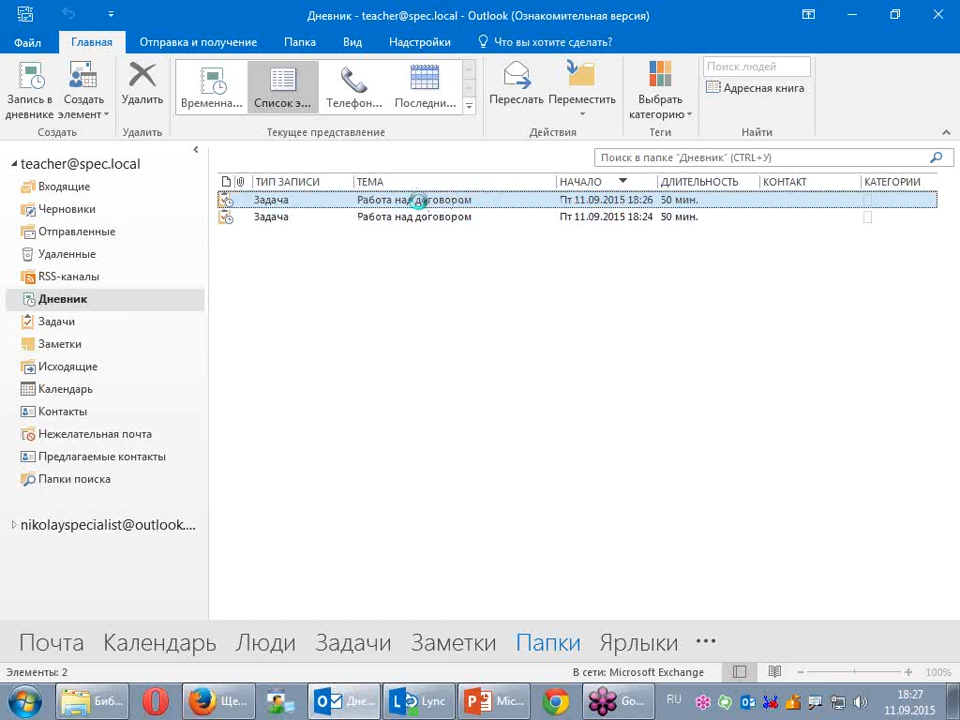 Дневник - teacher@spec.local - Outlook (Ознакомительная версия)
Файл Главная Отправка и получение Папка Вид Надстройки Что вы хотите сделать?
Запись в дневнике
Создать элемент
Удалить
Временна...
Список э...
Телефон...
Последни...
Переслать
Переместить
Выбрать категорию
Поиск людей
Адресная книга
Создать Удалить Текущее представление Действия Теги Найти
teacher@spec.local
Входящие
Черновики
Отправленные
Удаленные
RSS-каналы
Дневник
Задачи
Заметки
Исходящие
Календарь
Контакты
Нежелательная почта
Предлагаемые контакты
Папки поиска
nikolayspecialist@outlook....
Поиск в папке "Дневник" (CTRL+У)
ТИП ЗАПИСИ ТЕМА НАЧАЛО ДЛИТЕЛЬНОСТЬ КОНТАКТ КАТЕГОРИИ
Задача Работа над договором Пт 11.09.2015 18:26 50 мин.
Задача Работа над договором Пт 11.09.2015 18:24 50 мин.
Почта Календарь Люди Задачи Заметки Папки Ярлыки •••
Элементы: 2 В сети: Microsoft Exchange 100%
Биб... Ще... Дне... Lync Mic... Go... RU 18:27
11.09.2015